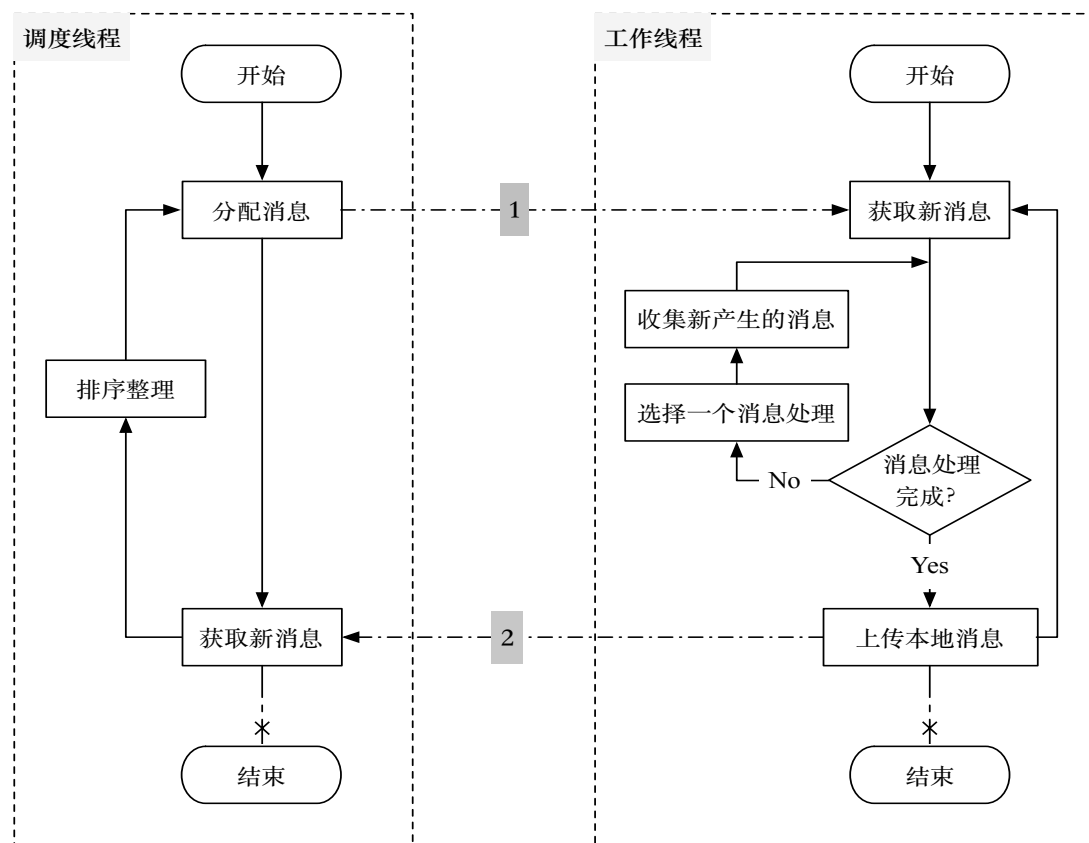 调度线程
开始
分配消息
排序整理
获取新消息
结束
1
2
工作线程
开始
获取新消息
收集新产生的消息
选择一个消息处理
No
消息处理
完成?
Yes
上传本地消息
结束